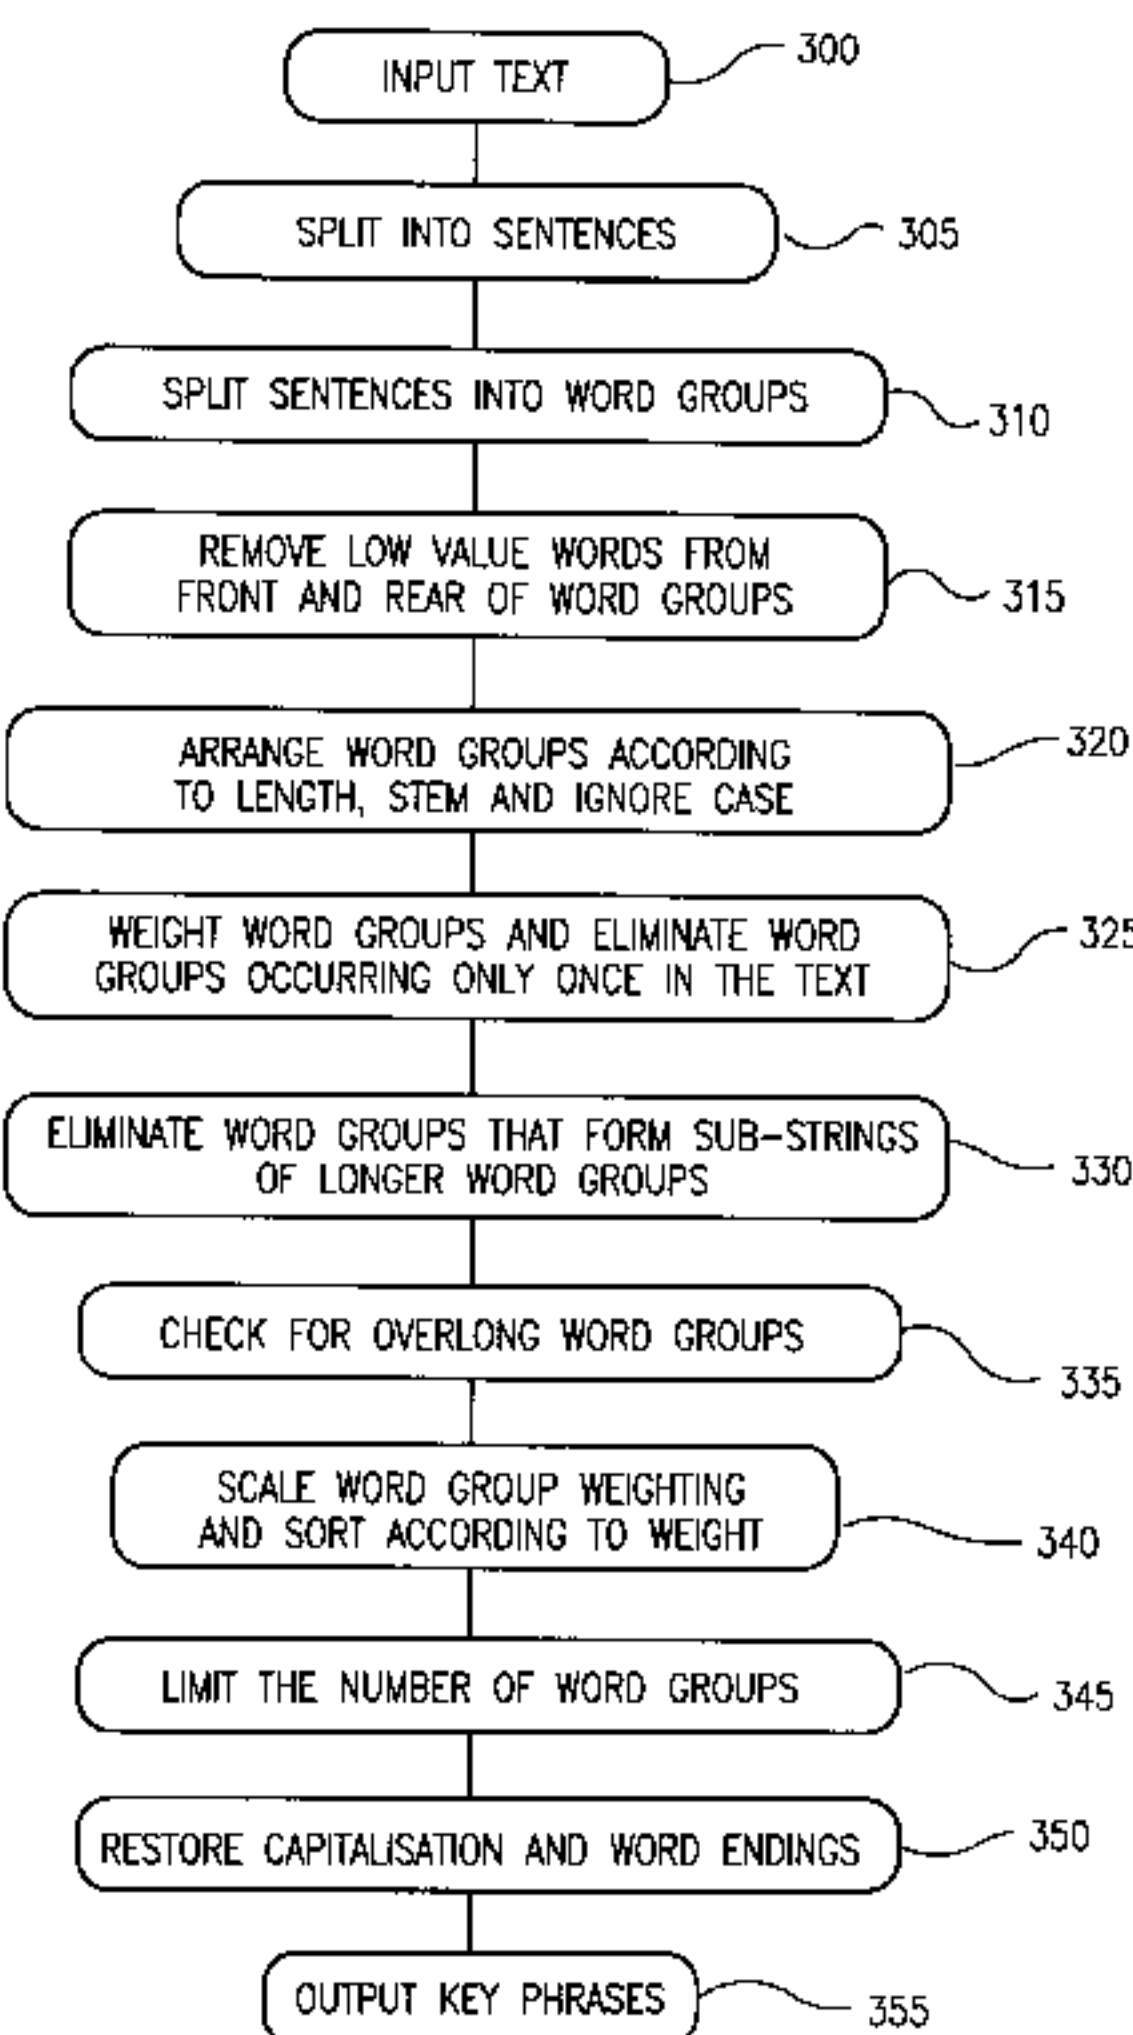 INPUT TEXT
300
SPLIT INTO SENTENCES
305
SPLIT SENTENCES INTO WORD GROUPS
310
REMOVE LOW VALUE WORDS FROM
FRONT AND REAR OF WORD GROUPS
315
ARRANGE WORD GROUPS ACCORDING
TO LENGTH, STEM AND IGNORE CASE
320
WEIGHT WORD GROUPS AND ELIMINATE WORD
GROUPS OCCURRING ONLY ONCE IN THE TEXT
325
ELIMINATE WORD GROUPS THAT FORM SUB-STRINGS
OF LONGER WORD GROUPS
330
CHECK FOR OVERLONG WORD GROUPS
335
SCALE WORD GROUP WEIGHTING
AND SORT ACCORDING TO WEIGHT
340
LIMIT THE NUMBER OF WORD GROUPS
345
RESTORE CAPITALISATION AND WORD ENDINGS
350
OUTPUT KEY PHRASES
355